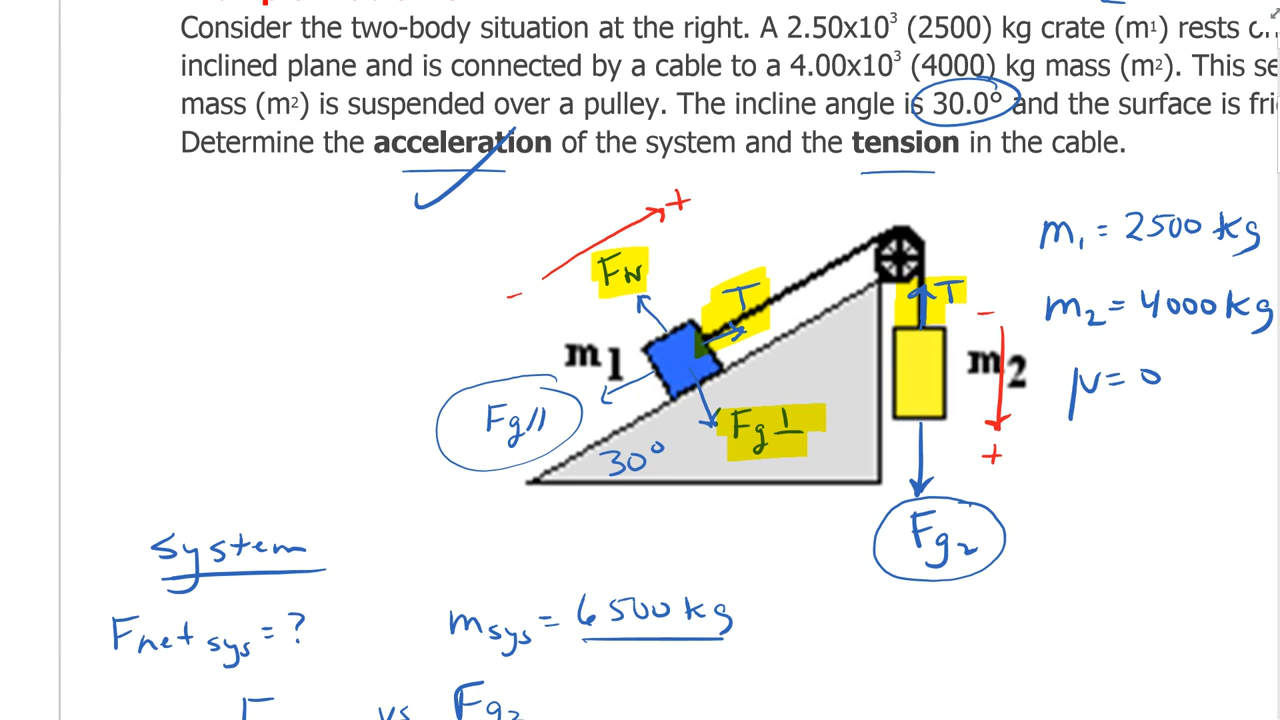 Consider the two-body situation at the right. A 2.50x10³ (2500) kg crate (m¹) rests on
inclined plane and is connected by a cable to a 4.00x10³ (4000) kg mass (m²). This se
mass (m²) is suspended over a pulley. The incline angle is 30.0° and the surface is fri
Determine the acceleration of the system and the tension in the cable.
+
-
FN
T
m₁ = 2500 kg
T
-
m₂ = 4000 kg
m1
m2
μ = 0
Fg//
Fg⊥
30°
+
Fg₂
System
Fnet sys = ?
msys = 6500 kg
vs Fg₂